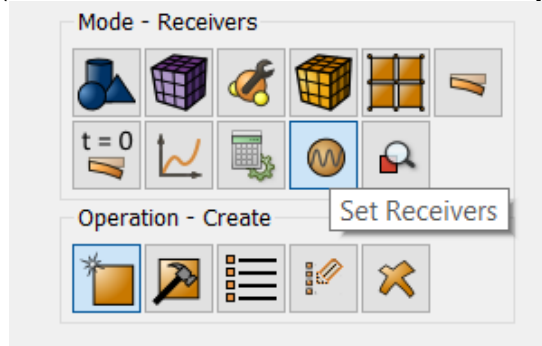 Mode - Receivers
t = 0
Set Receivers
Operation - Create